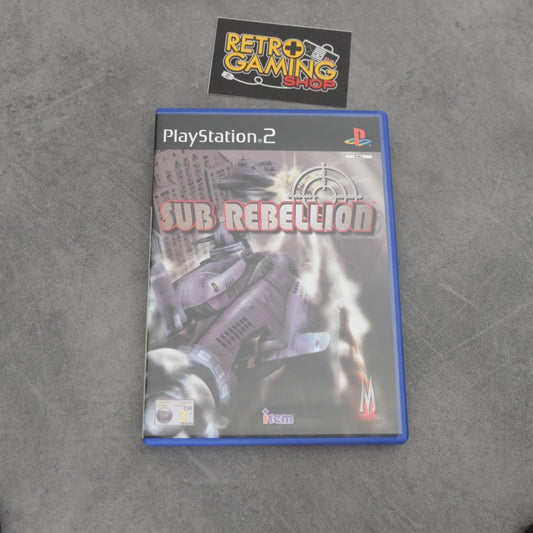 RETRO
GAMING
SHOP
PlayStation®2
SUB REBELLION
irem
M